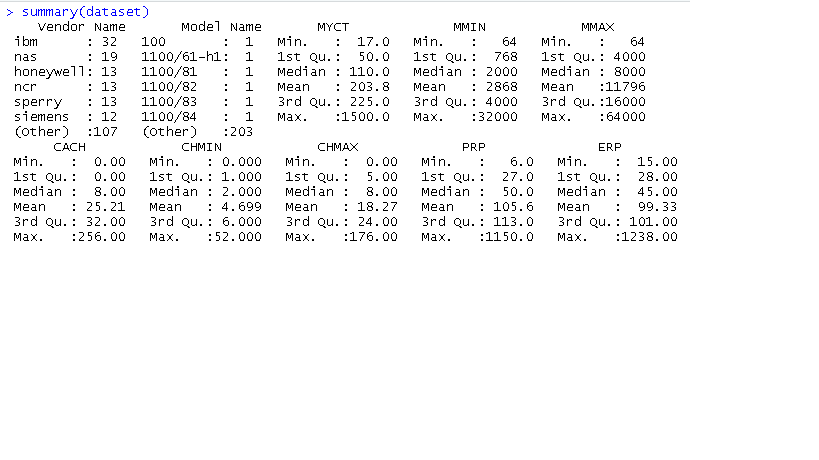 > summary(dataset)
Vendor Name Model Name MYCT MMIN MMAX
ibm : 32 100 : 1 Min. : 17.0 Min. : 64 Min. : 64
nas : 19 1100/61-h1: 1 1st Qu.: 50.0 1st Qu.: 768 1st Qu.: 4000
honeywell: 13 1100/81 : 1 Median : 110.0 Median : 2000 Median : 8000
ncr : 13 1100/82 : 1 Mean : 203.8 Mean : 2868 Mean :11796
sperry : 13 1100/83 : 1 3rd Qu.: 225.0 3rd Qu.: 4000 3rd Qu.:16000
siemens : 12 1100/84 : 1 Max. :1500.0 Max. :32000 Max. :64000
(Other) :107 (Other) :203
CACH CHMIN CHMAX PRP ERP
Min. : 0.00 Min. : 0.000 Min. : 0.00 Min. : 6.0 Min. : 15.00
1st Qu.: 0.00 1st Qu.: 1.000 1st Qu.: 5.00 1st Qu.: 27.0 1st Qu.: 28.00
Median : 8.00 Median : 2.000 Median : 8.00 Median : 50.0 Median : 45.00
Mean : 25.21 Mean : 4.699 Mean : 18.27 Mean : 105.6 Mean : 99.33
3rd Qu.: 32.00 3rd Qu.: 6.000 3rd Qu.: 24.00 3rd Qu.: 113.0 3rd Qu.: 101.00
Max. :256.00 Max. :52.000 Max. :176.00 Max. :1150.0 Max. :1238.00